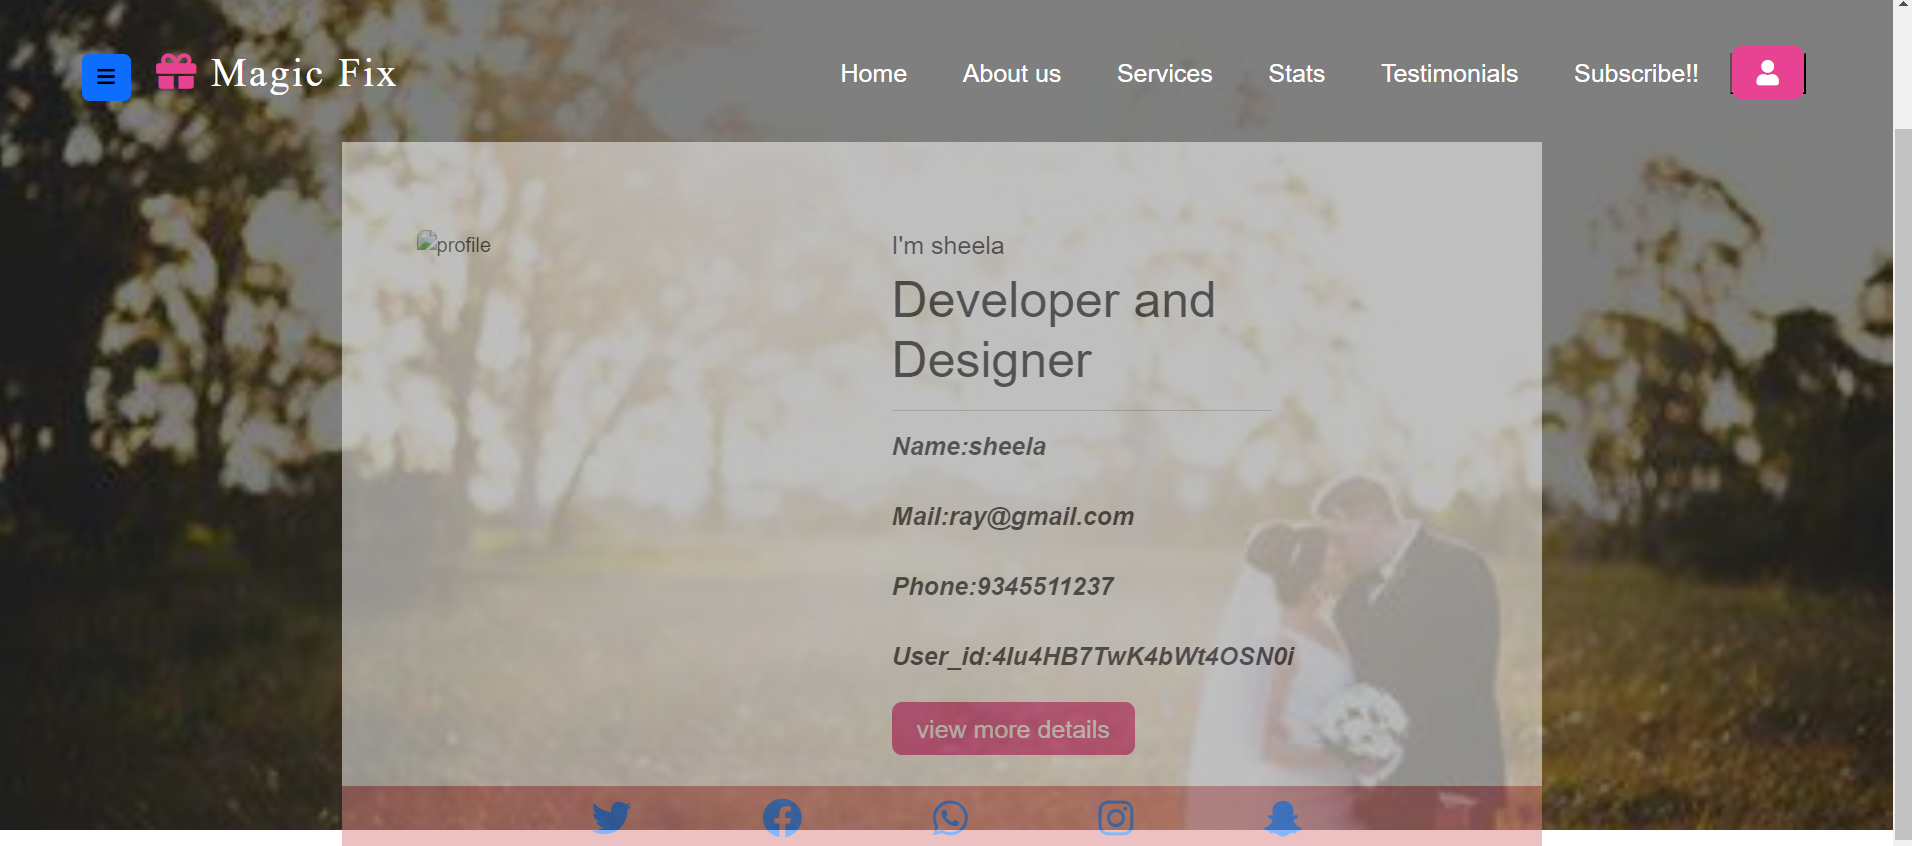 Magic Fix
Home About us Services Stats Testimonials Subscribe!!
profile
I'm sheela
Developer and
Designer
Name:sheela
Mail:ray@gmail.com
Phone:9345511237
User_id:4Iu4HB7TwK4bWt4OSN0i
view more details